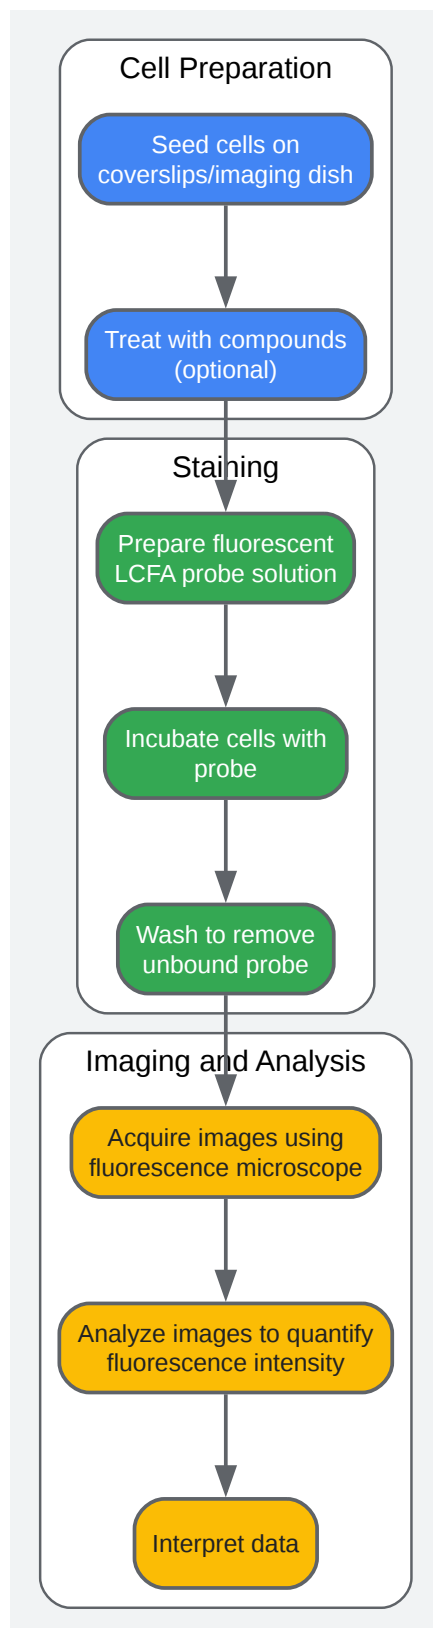 Cell Preparation
Seed cells on
coverslips/imaging dish
Treat with compounds
(optional)
Staining
Prepare fluorescent
LCFA probe solution
Incubate cells with
probe
Wash to remove
unbound probe
Imaging and Analysis
Acquire images using
fluorescence microscope
Analyze images to quantify
fluorescence intensity
Interpret data